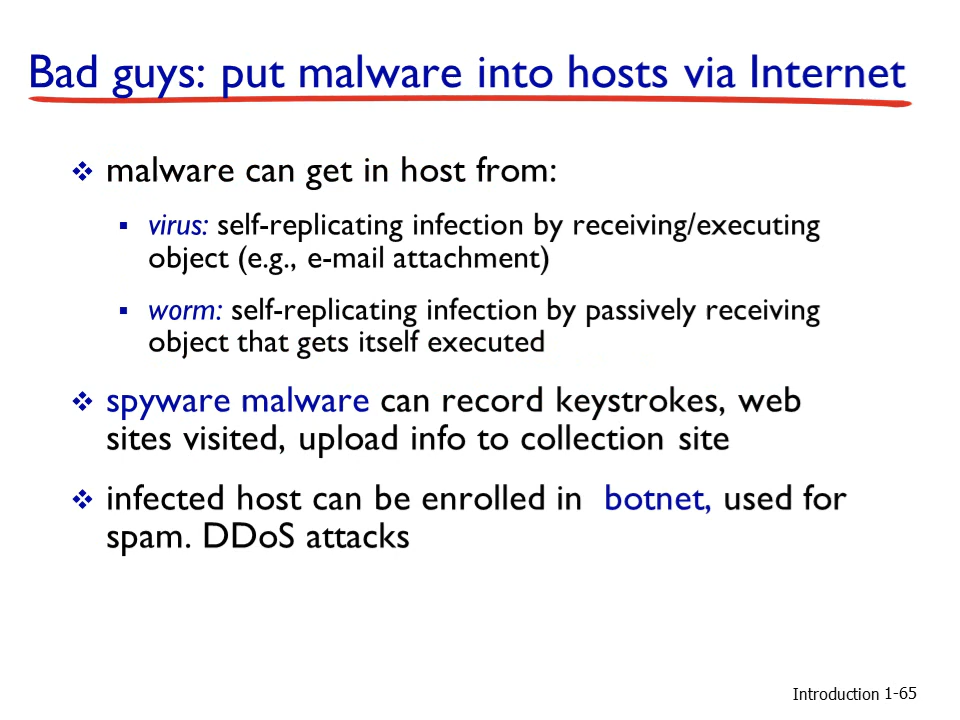 Bad guys: put malware into hosts via Internet
❖ malware can get in host from:
▪ virus: self-replicating infection by receiving/executing
object (e.g., e-mail attachment)
▪ worm: self-replicating infection by passively receiving
object that gets itself executed
❖ spyware malware can record keystrokes, web
sites visited, upload info to collection site
❖ infected host can be enrolled in  botnet, used for
spam. DDoS attacks
Introduction 1-65